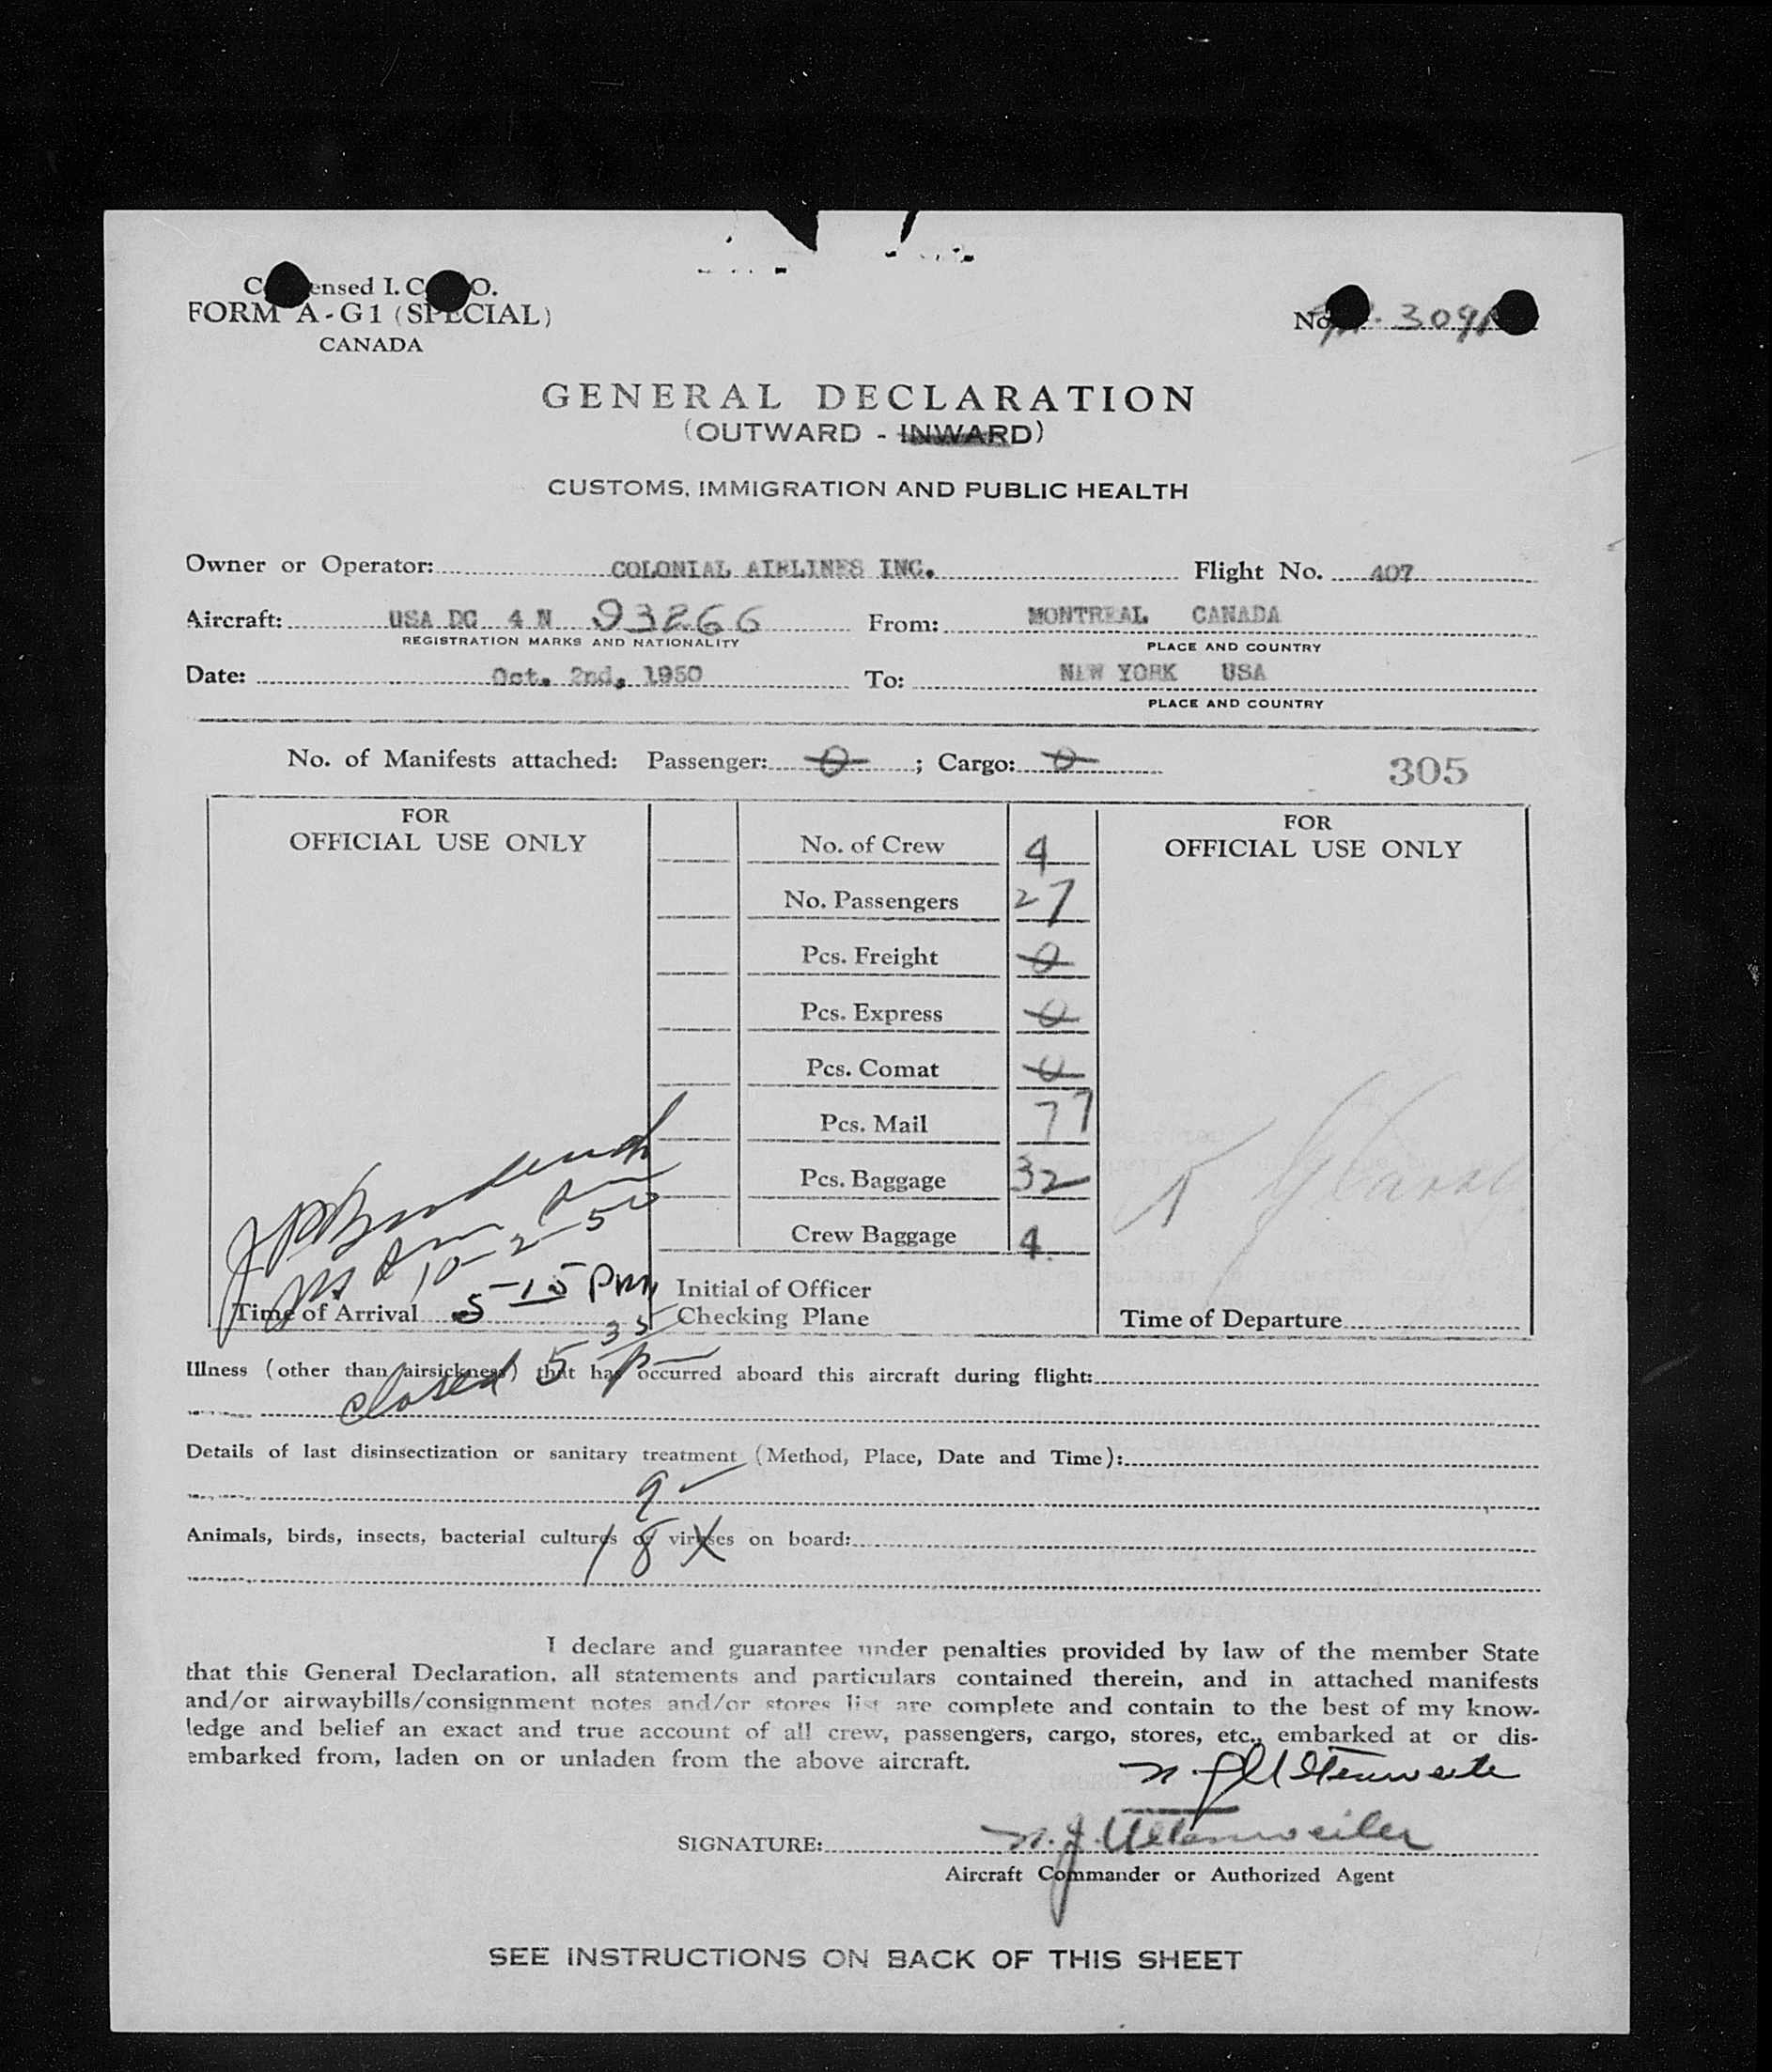 ensed I. C O.
FORM A-G1 (SPECIAL)
CANADA
No. 309
GENERAL DECLARATION
(OUTWARD - INWARD)
CUSTOMS, IMMIGRATION AND PUBLIC HEALTH
Owner or Operator: COLONIAL AIRLINES INC. Flight No. 407
Aircraft: USA DC 4 N 93266 From: MONTREAL CANADA
REGISTRATION MARKS AND NATIONALITY PLACE AND COUNTRY
Date: Oct. 2nd, 1950 To: NEW YORK USA
PLACE AND COUNTRY
No. of Manifests attached: Passenger: 0 ; Cargo: 0 305
FOR
OFFICIAL USE ONLY
No. of Crew 4
No. Passengers 27
Pcs. Freight 0
Pcs. Express 0
Pcs. Comat 0
Pcs. Mail 77
Pcs. Baggage 32
Crew Baggage 4
FOR
OFFICIAL USE ONLY
10-2-50
Time of Arrival 5-15 PM
Initial of Officer
Checking Plane
Time of Departure
closed 5 35 p
Illness (other than airsickness) that has occurred aboard this aircraft during flight:
Details of last disinsectization or sanitary treatment (Method, Place, Date and Time):
9
Animals, birds, insects, bacterial cultures or viruses on board:
18 X
I declare and guarantee under penalties provided by law of the member State
that this General Declaration, all statements and particulars contained therein, and in attached manifests
and/or airwaybills/consignment notes and/or stores list are complete and contain to the best of my know-
ledge and belief an exact and true account of all crew, passengers, cargo, stores, etc., embarked at or dis-
embarked from, laden on or unladen from the above aircraft.
N. J. Uttenweiler
SIGNATURE: N. J. Uttenweiler
Aircraft Commander or Authorized Agent
SEE INSTRUCTIONS ON BACK OF THIS SHEET